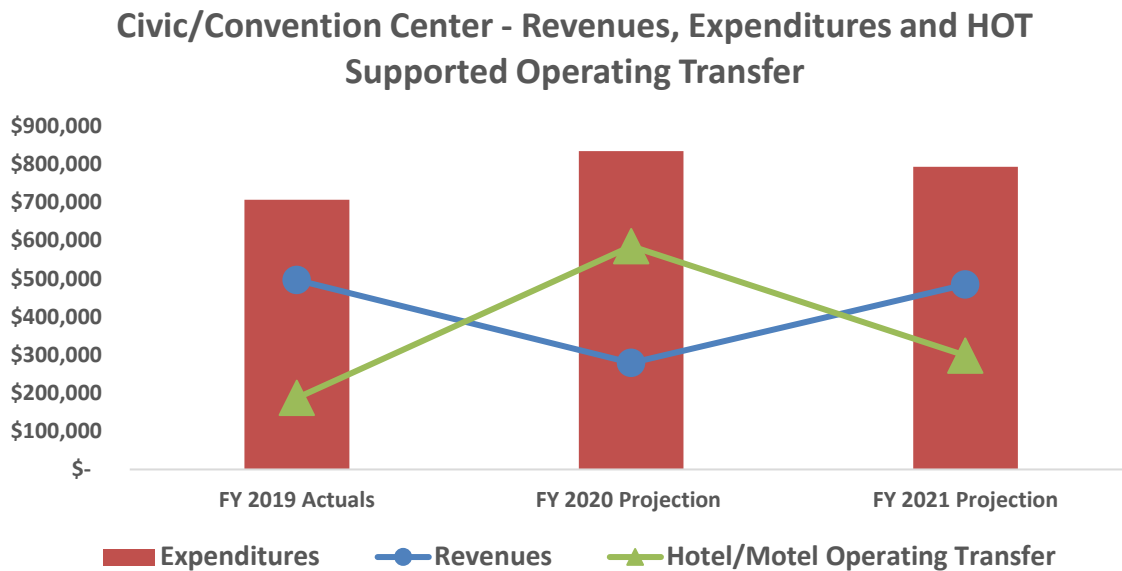 Civic/Convention Center - Revenues, Expenditures and HOT
Supported Operating Transfer
$900,000
$800,000
$700,000
$600,000
$500,000
$400,000
$300,000
$200,000
$100,000
$-
FY 2019 Actuals
FY 2020 Projection
FY 2021 Projection
Expenditures
Revenues
Hotel/Motel Operating Transfer